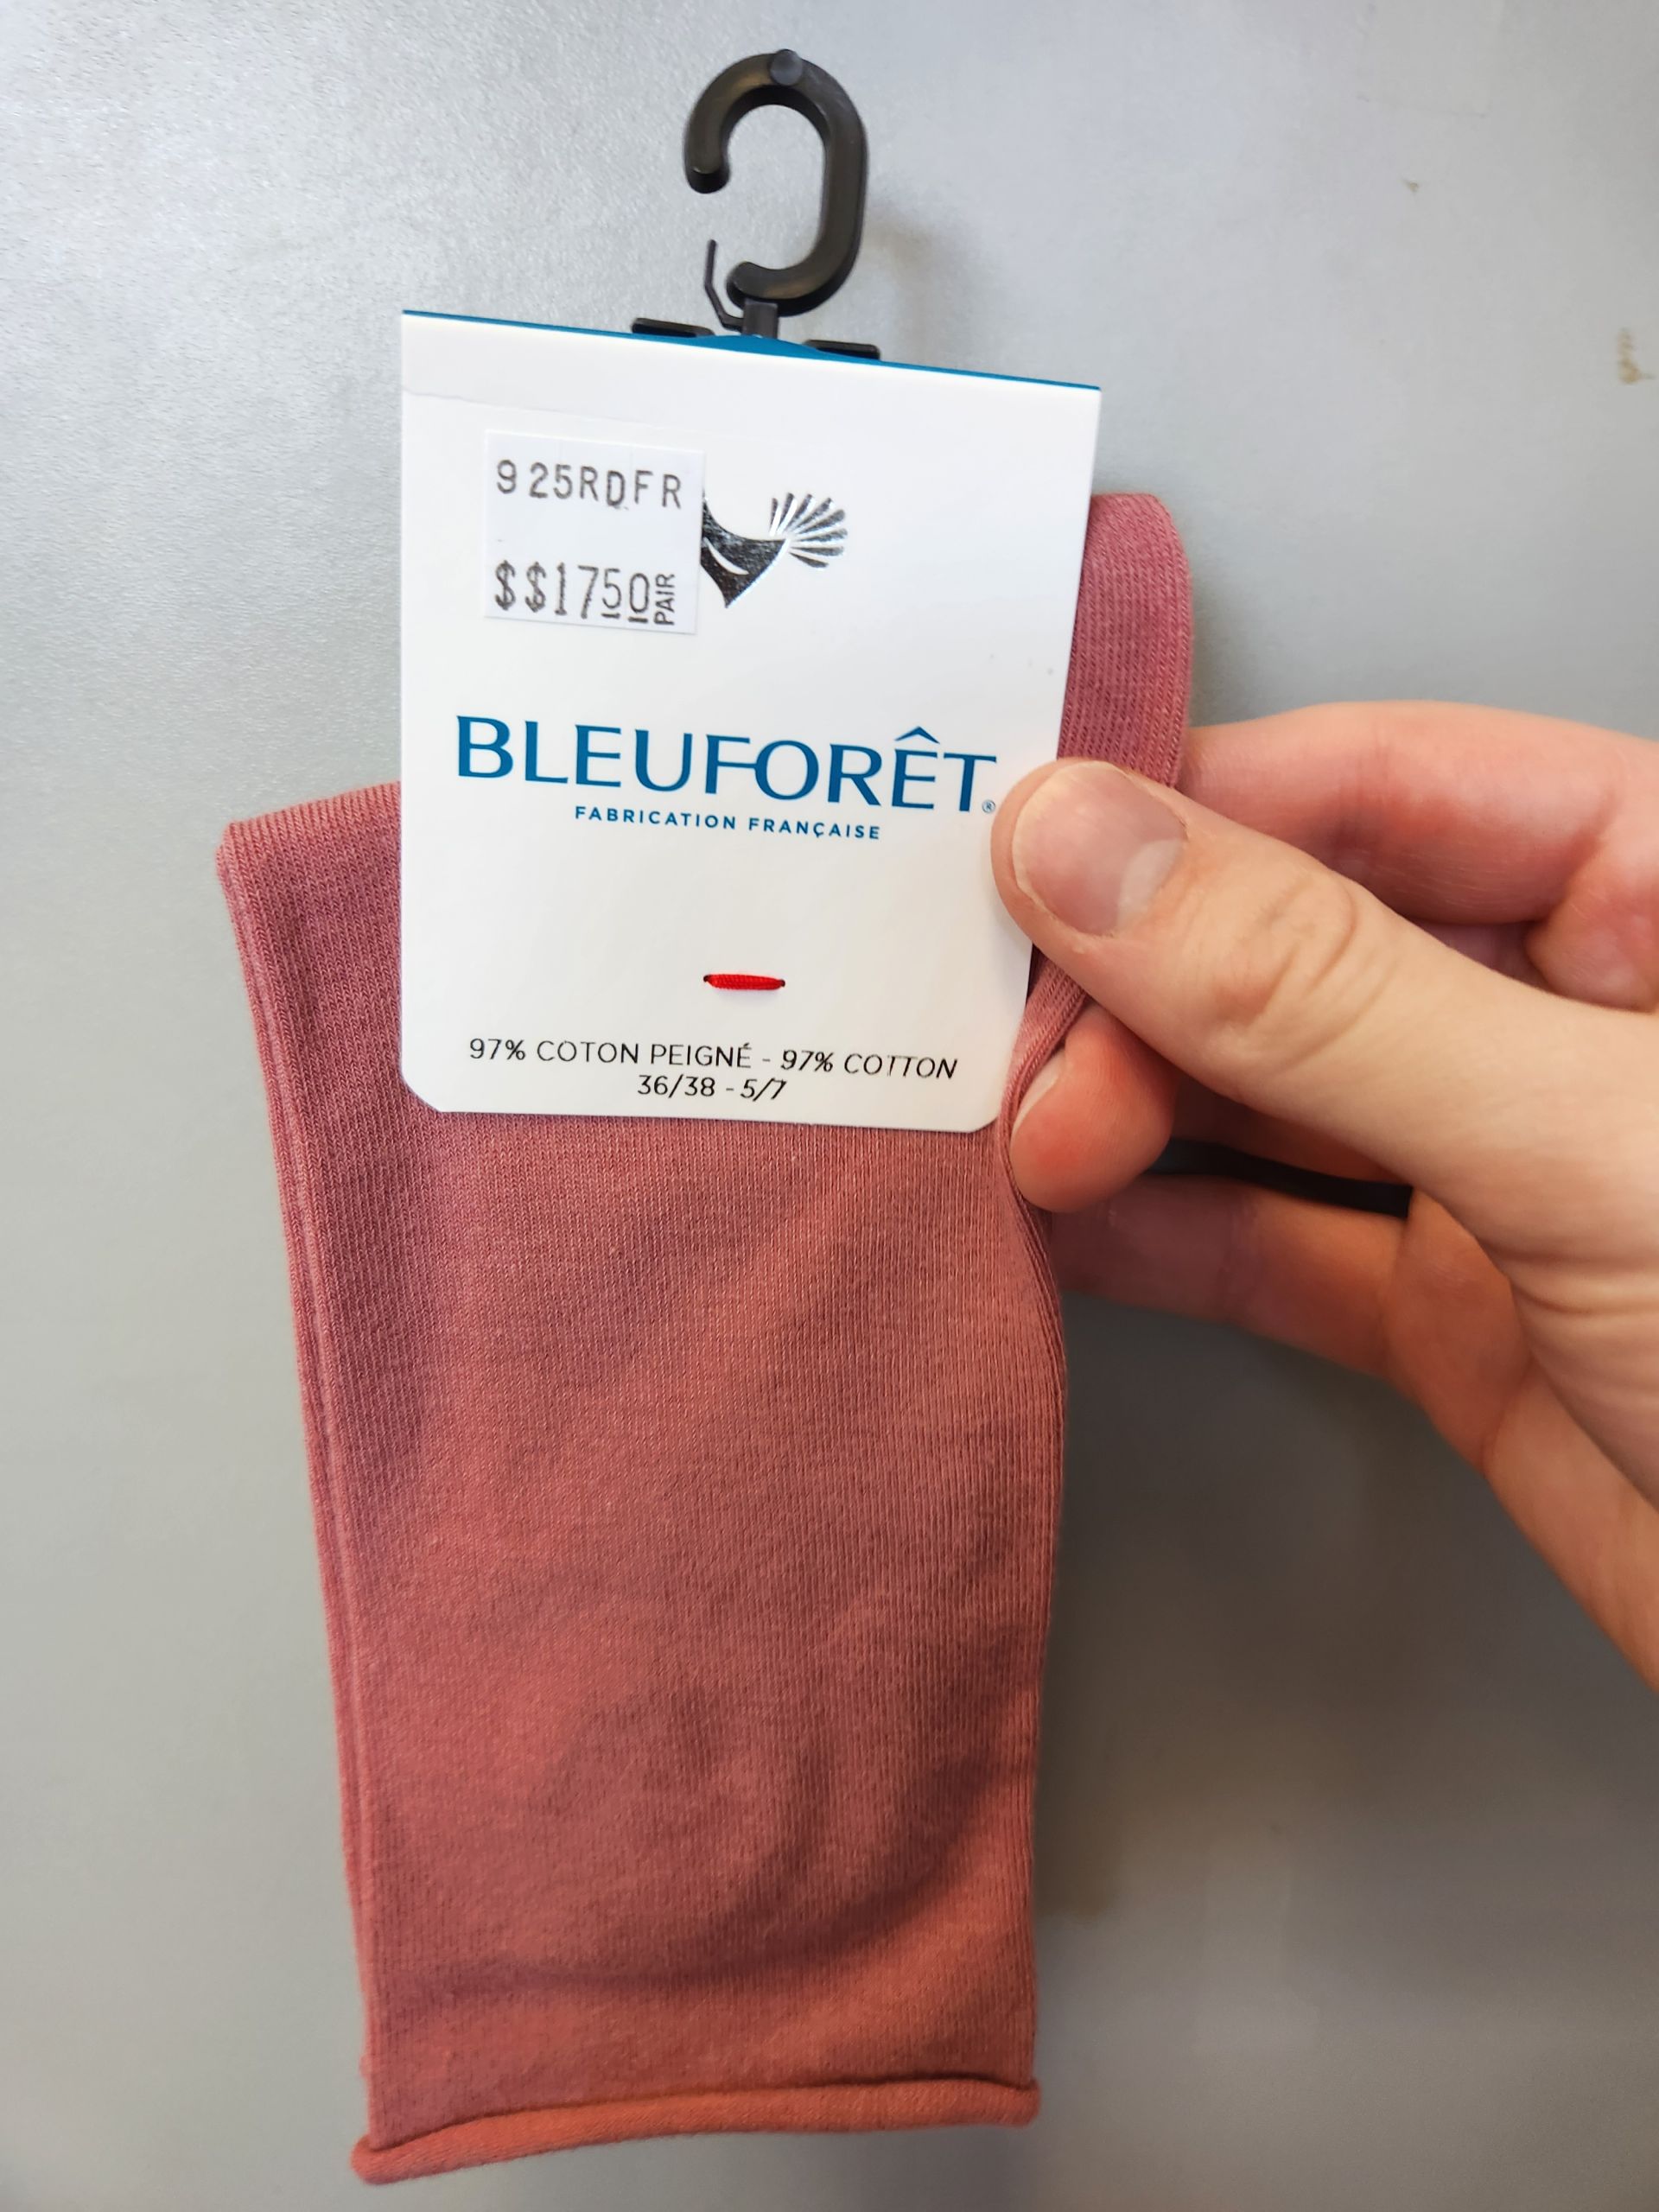 925RDFR
$$1750 PAIR
BLEUFORÊT®
FABRICATION FRANÇAISE
97% COTON PEIGNÉ - 97% COTTON
36/38 - 5/7